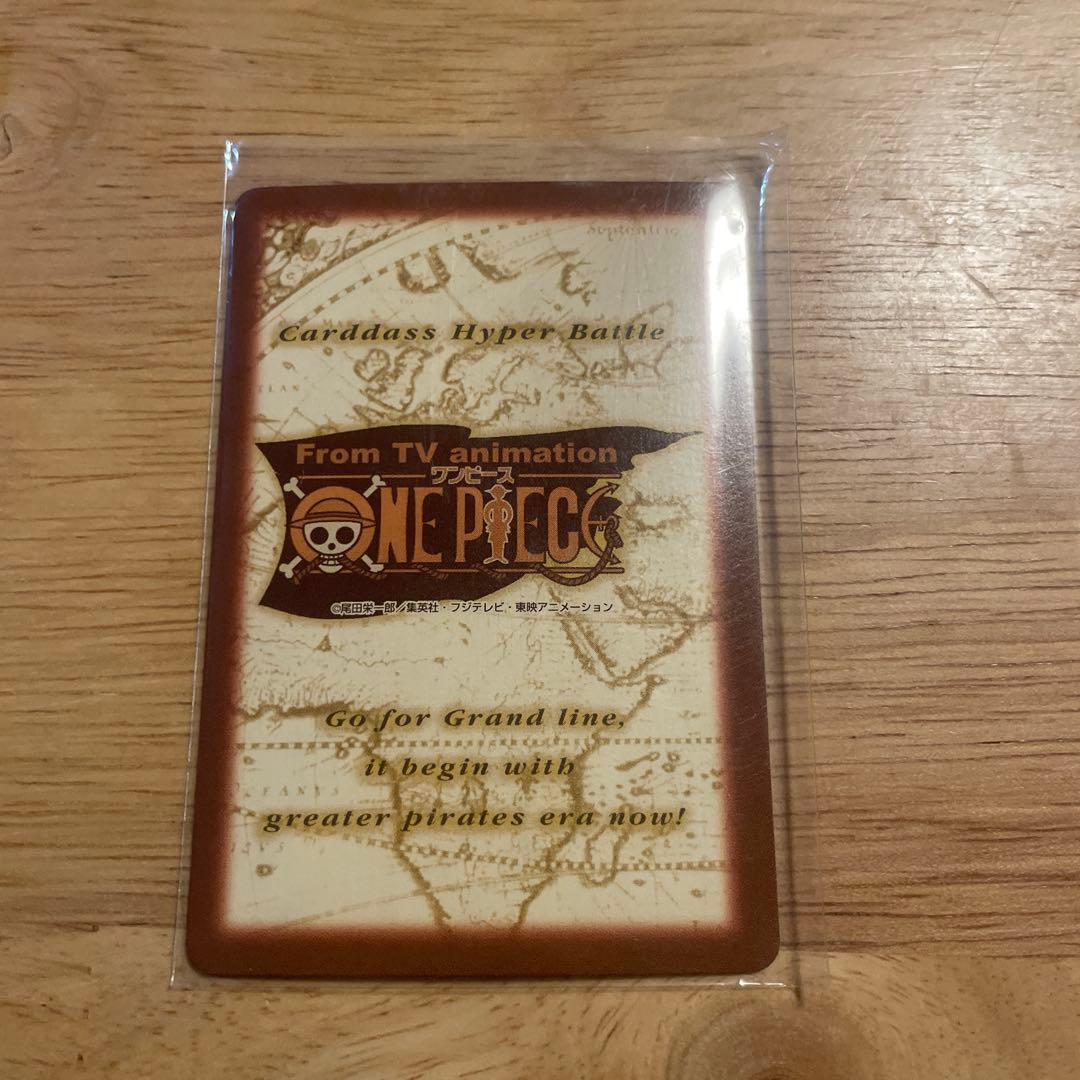 Septentrio
Carddass Hyper Battle
From TV animation
ワンピース
ONE PIECE
©尾田栄一郎/集英社・フジテレビ・東映アニメーション
Go for Grand line,
it begin with
greater pirates era now!